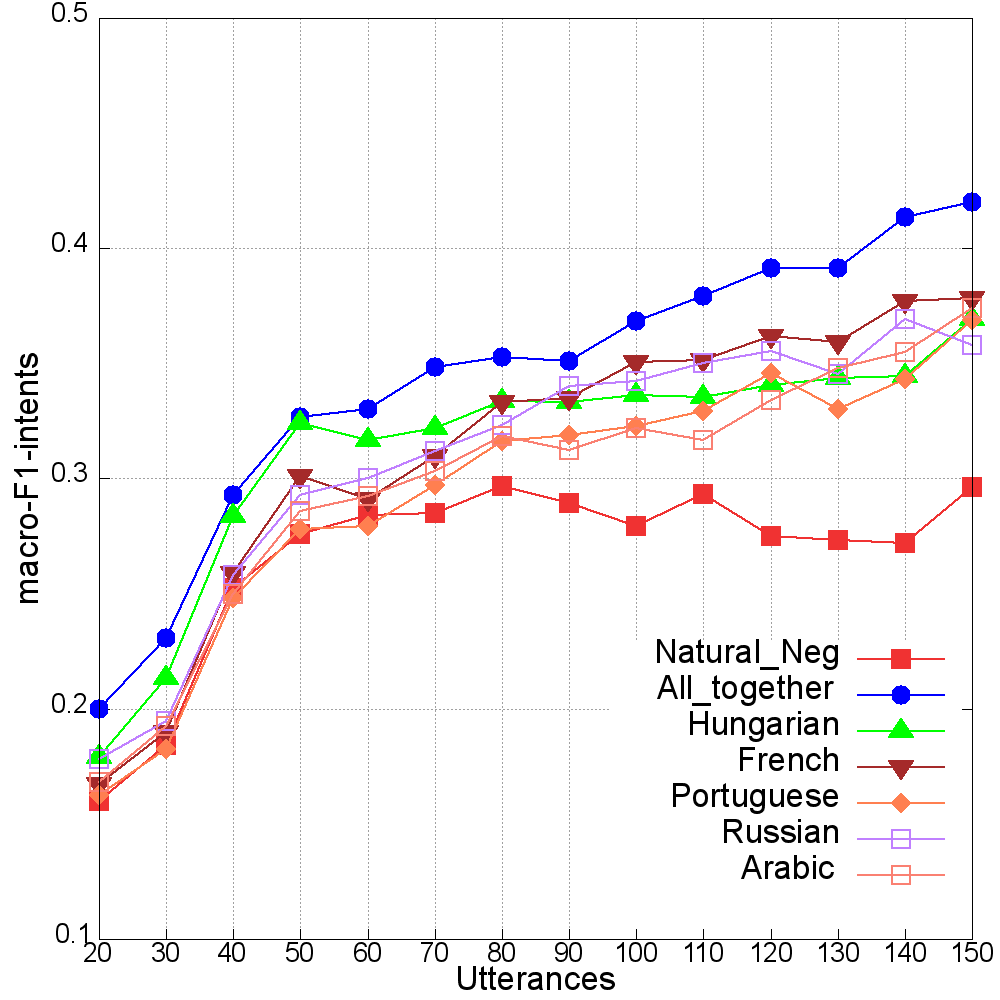 0.5
0.4
0.3
0.2
0.1
macro-F1-intents
Natural_Neg
All_together
Hungarian
French
Portuguese
Russian
Arabic
20 30 40 50 60 70 80 90 100 110 120 130 140 150
Utterances